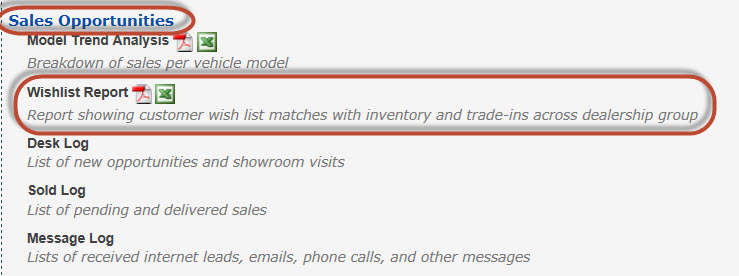 Sales Opportunities
Model Trend Analysis
Breakdown of sales per vehicle model
Wishlist Report
Report showing customer wish list matches with inventory and trade-ins across dealership group
Desk Log
List of new opportunities and showroom visits
Sold Log
List of pending and delivered sales
Message Log
Lists of received internet leads, emails, phone calls, and other messages